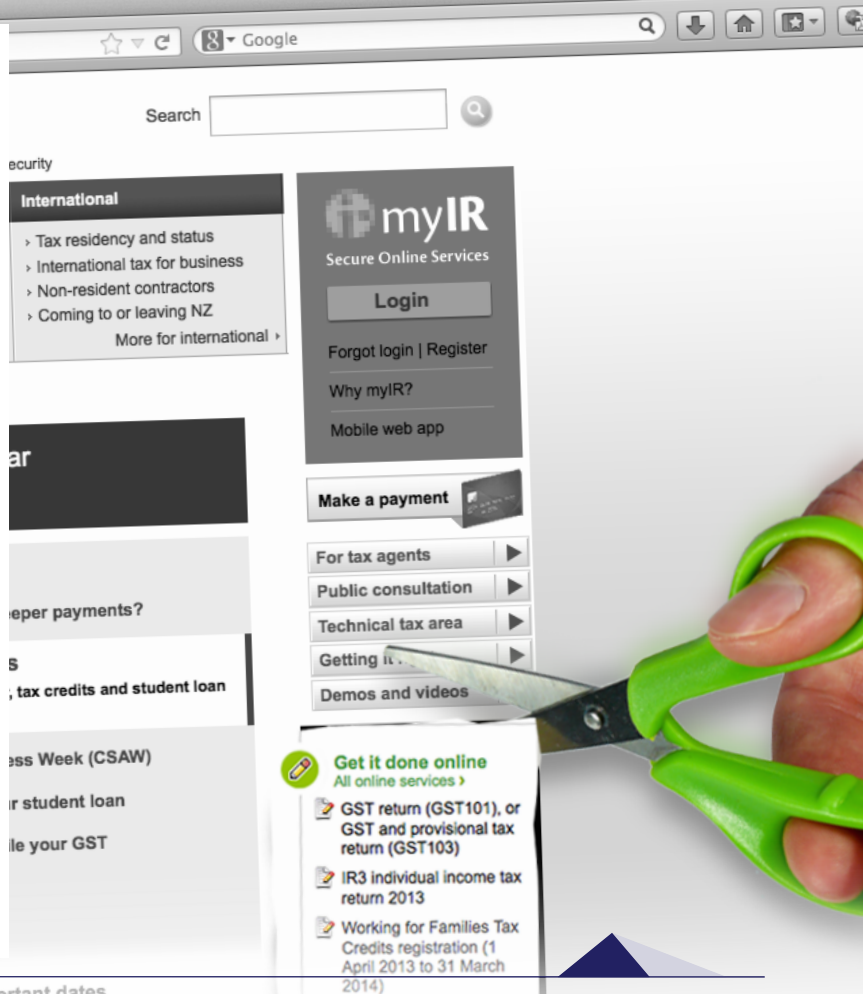 Google
Search
ecurity
International
› Tax residency and status
› International tax for business
› Non-resident contractors
› Coming to or leaving NZ
More for international ›
myIR
Secure Online Services
Login
Forgot login | Register
Why myIR?
Mobile web app
ar
Make a payment
For tax agents
Public consultation
Technical tax area
Getting it
Demos and videos
eeper payments?
s
, tax credits and student loan
ess Week (CSAW)
r student loan
ile your GST
Get it done online
All online services ›
GST return (GST101), or
GST and provisional tax
return (GST103)
IR3 individual income tax
return 2013
Working for Families Tax
Credits registration (1
April 2013 to 31 March
2014)
ortant dates